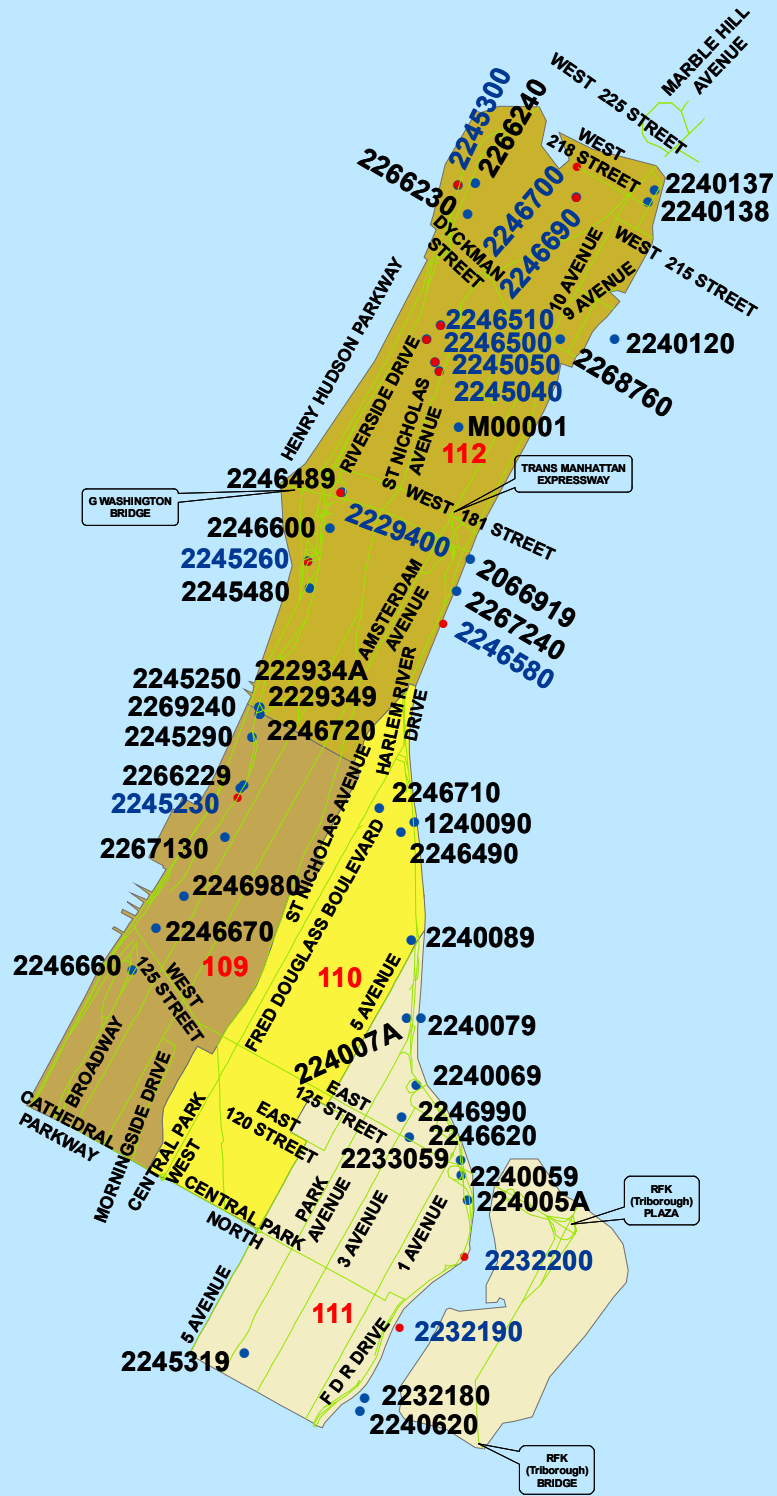 MARBLE HILL
AVENUE
WEST 225 STREET
WEST
218 STREET
2245300
2266240
2266230
2246700
2246690
2240137
2240138
DYCKMAN
STREET
10 AVENUE
9 AVENUE
WEST 215 STREET
HENRY HUDSON PARKWAY
2246510
2246500
2245050
2245040
2240120
2268760
RIVERSIDE DRIVE
ST NICHOLAS
AVENUE
M00001
112
TRANS MANHATTAN
EXPRESSWAY
2246489
G WASHINGTON
BRIDGE
WEST 181 STREET
2246600
2229400
2245260
2245480
2066919
2267240
2246580
AMSTERDAM
AVENUE
HARLEM RIVER
DRIVE
222934A
2245250
2229349
2269240
2246720
2245290
2266229
2245230
2246710
1240090
2246490
2267130
ST NICHOLAS AVENUE
FRED DOUGLASS BOULEVARD
2246980
2246670
2240089
2246660
109
110
WEST
125 STREET
5 AVENUE
2240079
224007A
BROADWAY
2240069
EAST
125 STREET
2246990
2246620
CATHEDRAL
PARKWAY
MORNINGSIDE DRIVE
CENTRAL PARK
WEST
EAST
120 STREET
2233059
2240059
224005A
RFK
(Triborough)
PLAZA
CENTRAL PARK
NORTH
PARK
AVENUE
3 AVENUE
1 AVENUE
2232200
5 AVENUE
111
2232190
F D R DRIVE
2245319
2232180
2240620
RFK
(Triborough)
BRIDGE